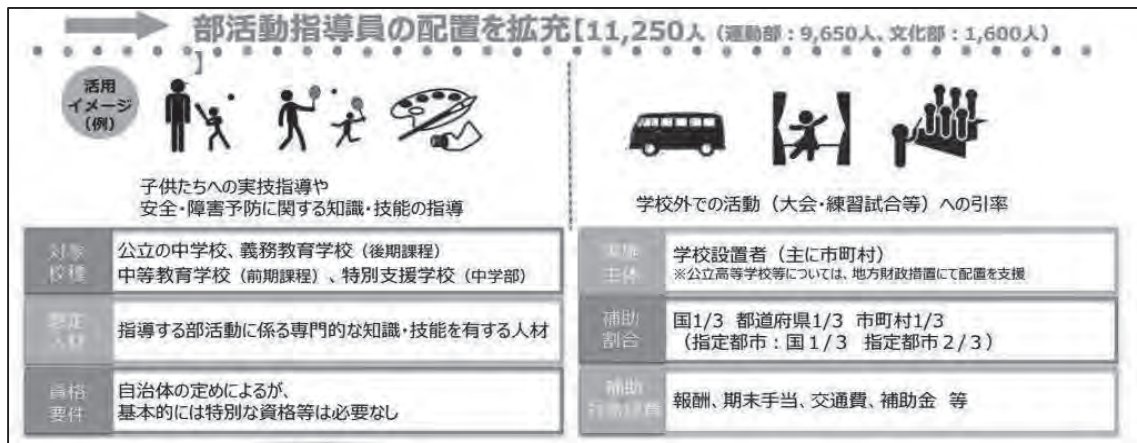 部活動指導員の配置を拡充【11,250人（運動部：9,650人、文化部：1,600人）
】
活用
イメージ
（例）
子供たちへの実技指導や
安全・障害予防に関する知識・技能の指導
対象
校種
公立の中学校、義務教育学校（後期課程）
中等教育学校（前期課程）、特別支援学校（中学部）
想定
人材
指導する部活動に係る専門的な知識・技能を有する人材
資格
要件
自治体の定めによるが、
基本的には特別な資格等は必要なし
学校外での活動（大会・練習試合等）への引率
実施
主体
学校設置者（主に市町村）
※公立高等学校等については、地方財政措置にて配置を支援
補助
割合
国1/3 都道府県1/3 市町村1/3
（指定都市：国１/３ 指定都市２/３）
補助
報酬、期末手当、交通費、補助金 等